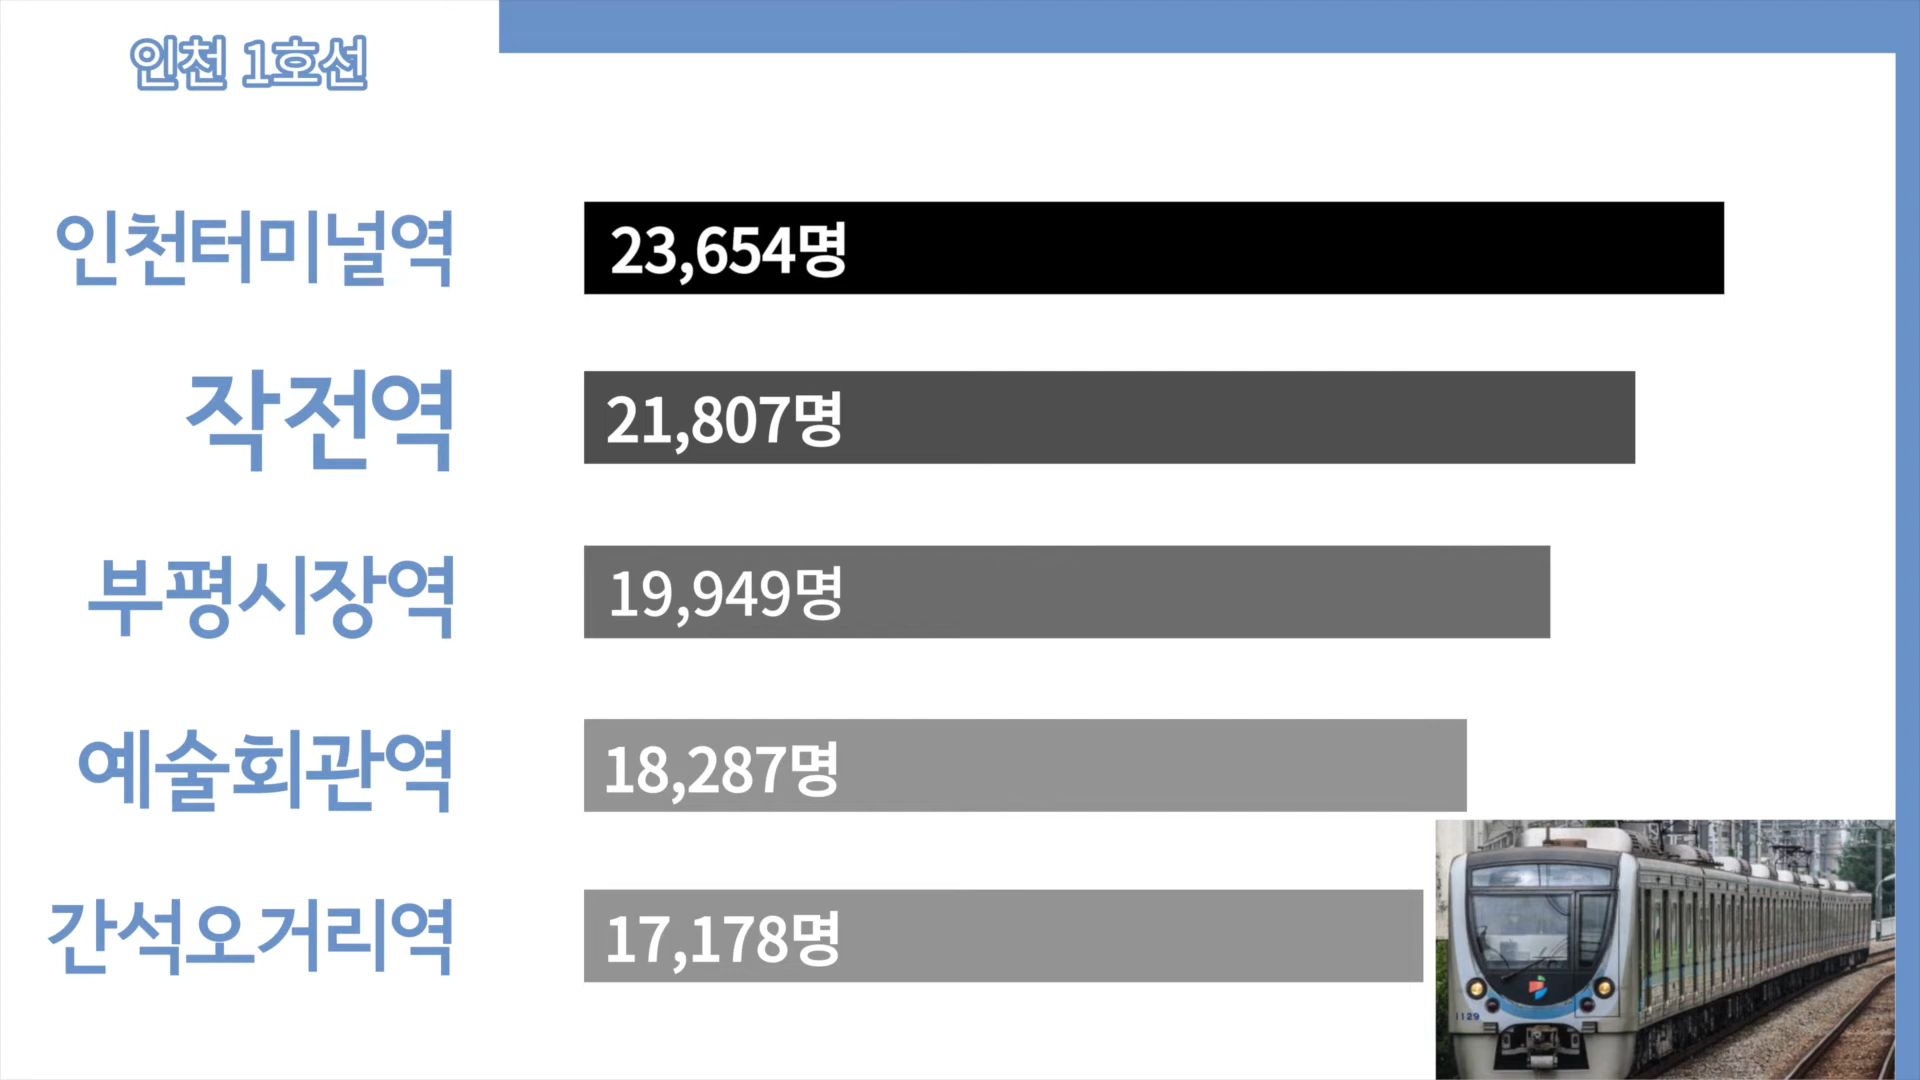 인천 1호선
인천터미널역 23,654명
작전역 21,807명
부평시장역 19,949명
예술회관역 18,287명
간석오거리역 17,178명
1129